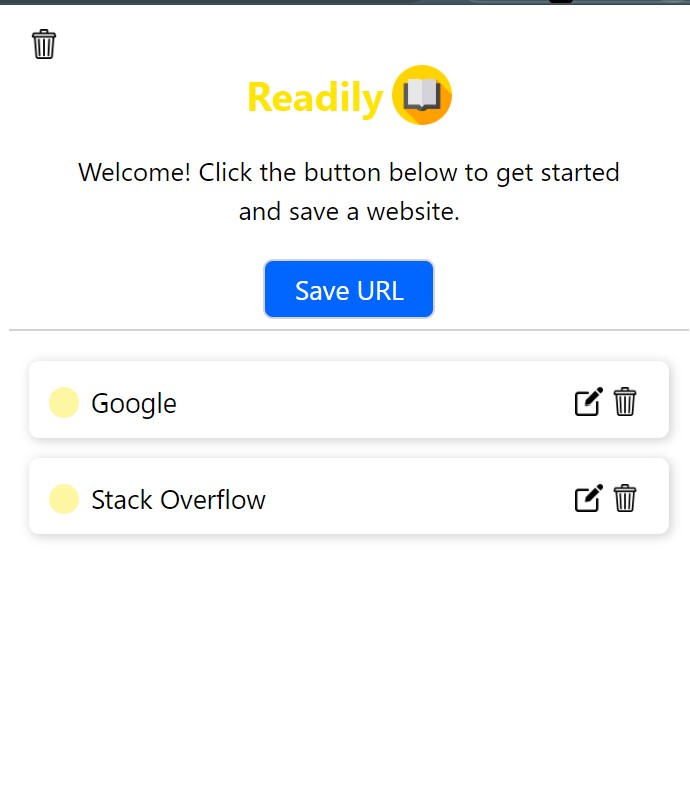 Readily
Welcome! Click the button below to get started
and save a website.
Save URL
Google
Stack Overflow